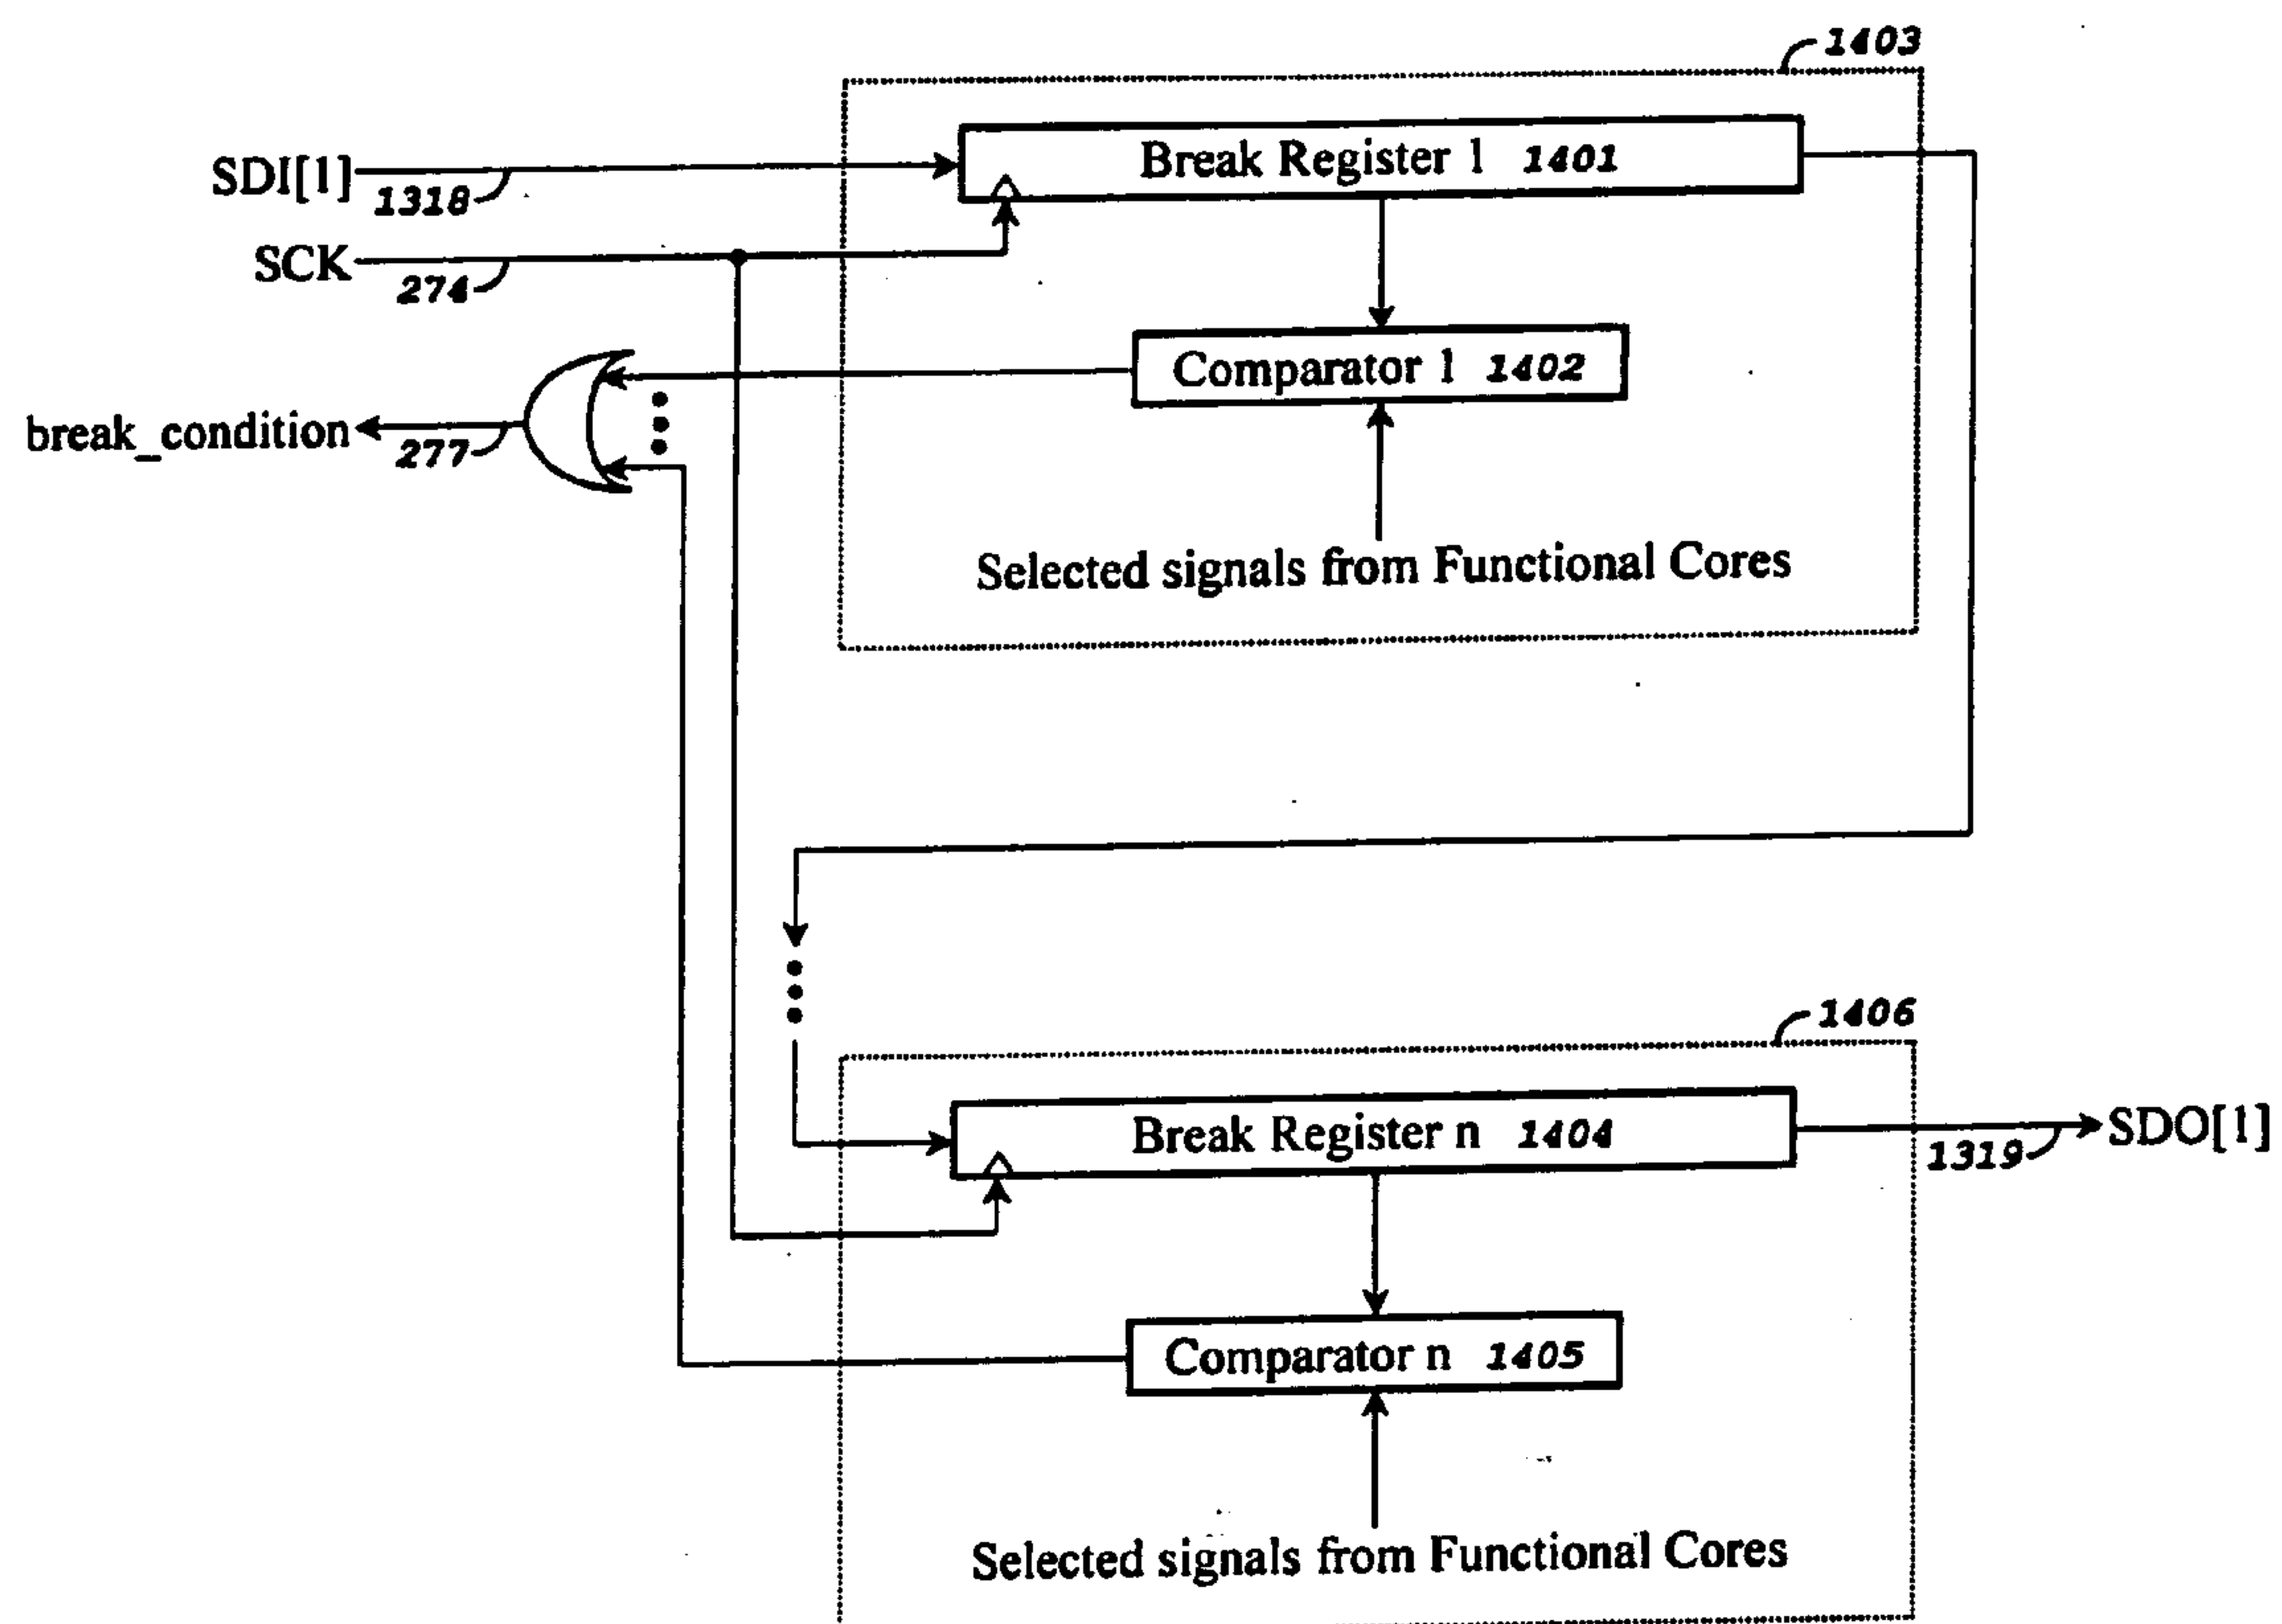 1403
SDI[1]
1318
Break Register 1 1401
SCK
274
Comparator 1 1402
break_condition
277
Selected signals from Functional Cores
1406
Break Register n 1404
SDO[1]
1319
Comparator n 1405
Selected signals from Functional Cores